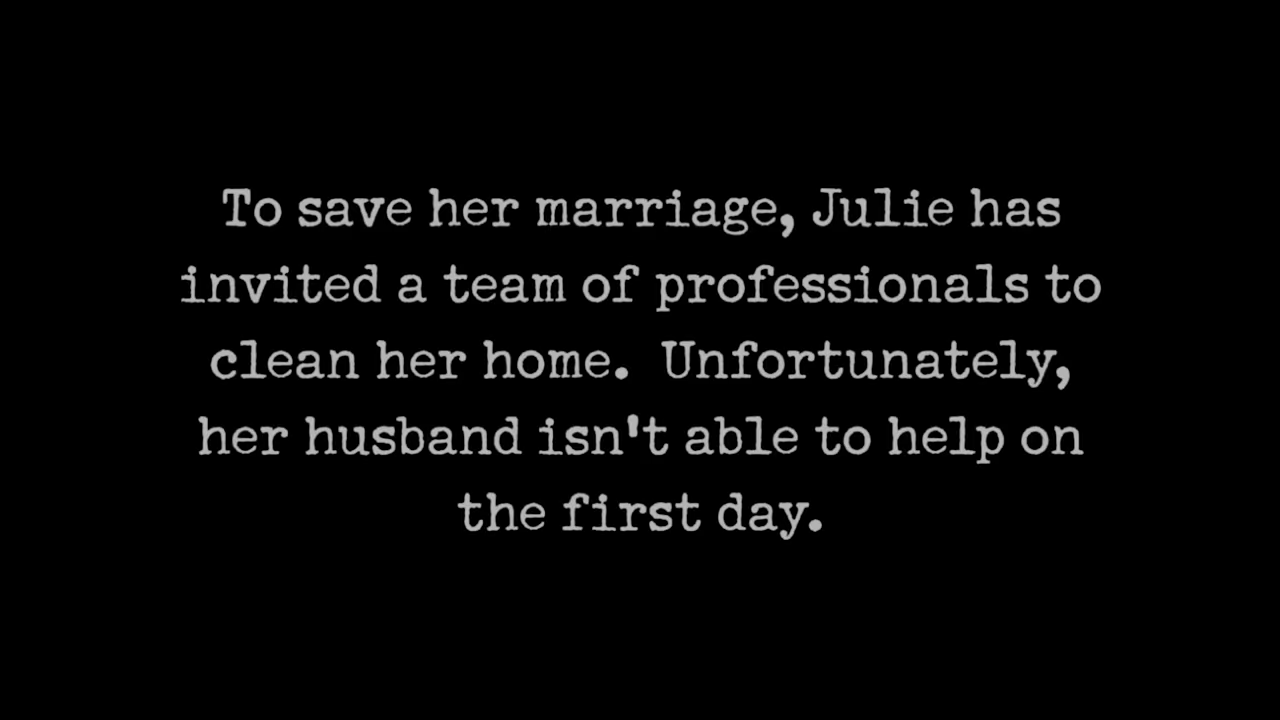 To save her marriage, Julie has
invited a team of professionals to
clean her home.  Unfortunately,
her husband isn't able to help on
the first day.